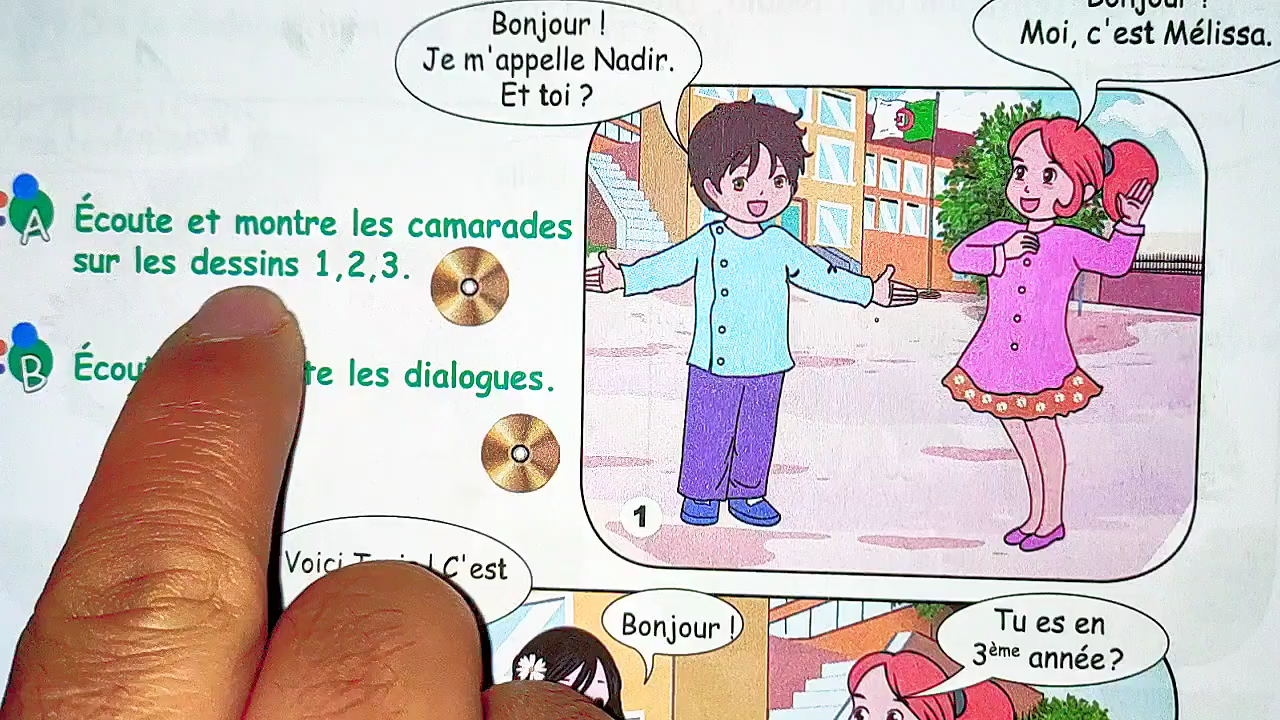 Bonjour !
Je m'appelle Nadir.
Et toi ?
Moi, c'est Mélissa.
A
Écoute et montre les camarades
sur les dessins 1,2,3.
B
les dialogues.
1
Voici
C'est
Bonjour !
Tu es en
3ème année?